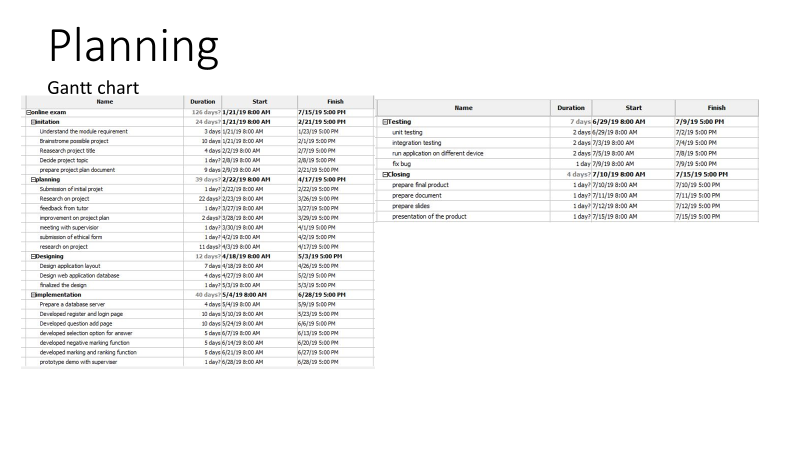 Planning
Gantt chart
Name Duration Start Finish
online exam 126 days? 1/21/19 8:00 AM 7/15/19 5:00 PM
initation 24 days? 1/21/19 8:00 AM 2/21/19 5:00 PM
Understand the module requirement 3 days 1/21/19 8:00 AM 1/23/19 5:00 PM
Brainstrome possible project 10 days 1/21/19 8:00 AM 2/1/19 5:00 PM
Reasearch project title 4 days 2/2/19 8:00 AM 2/7/19 5:00 PM
Decide project topic 1 day? 2/8/19 8:00 AM 2/8/19 5:00 PM
prepare project plan document 9 days 2/9/19 8:00 AM 2/21/19 5:00 PM
planning 39 days? 2/22/19 8:00 AM 4/17/19 5:00 PM
Submission of initial projet 1 day? 2/22/19 8:00 AM 2/22/19 5:00 PM
Research on project 22 days? 2/23/19 8:00 AM 3/26/19 5:00 PM
feedback from tutor 1 day? 3/27/19 8:00 AM 3/27/19 5:00 PM
improvement on project plan 2 days? 3/28/19 8:00 AM 3/29/19 5:00 PM
meeting with supervisior 1 day? 3/30/19 8:00 AM 4/1/19 5:00 PM
submission of ethical form 1 day? 4/2/19 8:00 AM 4/2/19 5:00 PM
research on project 11 days? 4/3/19 8:00 AM 4/17/19 5:00 PM
Designing 12 days? 4/18/19 8:00 AM 5/3/19 5:00 PM
Design application layout 7 days 4/18/19 8:00 AM 4/26/19 5:00 PM
Design web application database 4 days 4/27/19 8:00 AM 5/2/19 5:00 PM
finalized the design 1 day? 5/3/19 8:00 AM 5/3/19 5:00 PM
implementation 40 days? 5/4/19 8:00 AM 6/28/19 5:00 PM
Prepare a database server 4 days 5/4/19 8:00 AM 5/9/19 5:00 PM
Developed register and login page 10 days 5/10/19 8:00 AM 5/23/19 5:00 PM
Developed question add page 10 days 5/24/19 8:00 AM 6/6/19 5:00 PM
developed selection option for answer 5 days 6/7/19 8:00 AM 6/13/19 5:00 PM
developed negative marking function 5 days 6/14/19 8:00 AM 6/20/19 5:00 PM
developed marking and ranking function 5 days 6/21/19 8:00 AM 6/27/19 5:00 PM
prototype demo with superviser 1 day? 6/28/19 8:00 AM 6/28/19 5:00 PM
Name Duration Start Finish
Testing 7 days 6/29/19 8:00 AM 7/9/19 5:00 PM
unit testing 2 days 6/29/19 8:00 AM 7/2/19 5:00 PM
integration testing 2 days 7/3/19 8:00 AM 7/4/19 5:00 PM
run application on different device 2 days 7/5/19 8:00 AM 7/8/19 5:00 PM
fix bug 1 day 7/9/19 8:00 AM 7/9/19 5:00 PM
Closing 4 days? 7/10/19 8:00 AM 7/15/19 5:00 PM
prepare final product 1 day? 7/10/19 8:00 AM 7/10/19 5:00 PM
prepare document 1 day? 7/11/19 8:00 AM 7/11/19 5:00 PM
prepare slides 1 day? 7/12/19 8:00 AM 7/12/19 5:00 PM
presentation of the product 1 day? 7/15/19 8:00 AM 7/15/19 5:00 PM